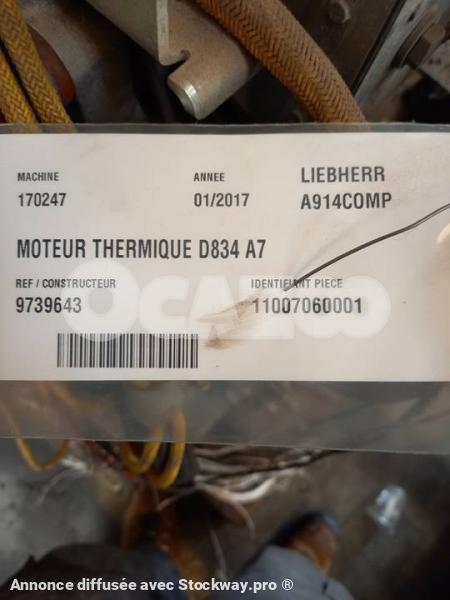 MACHINE ANNEE LIEBHERR
170247 01/2017 A914COMP
MOTEUR THERMIQUE D834 A7
REF / CONSTRUCTEUR IDENTIFIANT PIECE
9739643 11007060001
OCAZOO
Annonce diffusée avec Stockway.pro ®